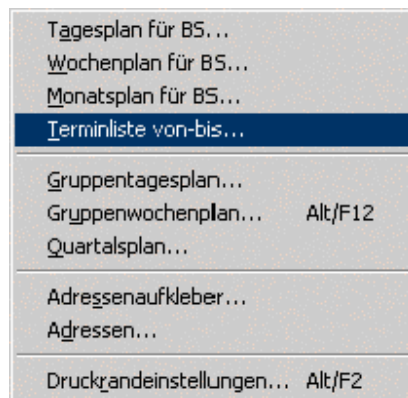 Tagesplan für BS...
Wochenplan für BS...
Monatsplan für BS...
Terminliste von-bis...
Gruppentagesplan...
Gruppenwochenplan... Alt/F12
Quartalsplan...
Adressenaufkleber...
Adressen...
Druckrandeinstellungen... Alt/F2